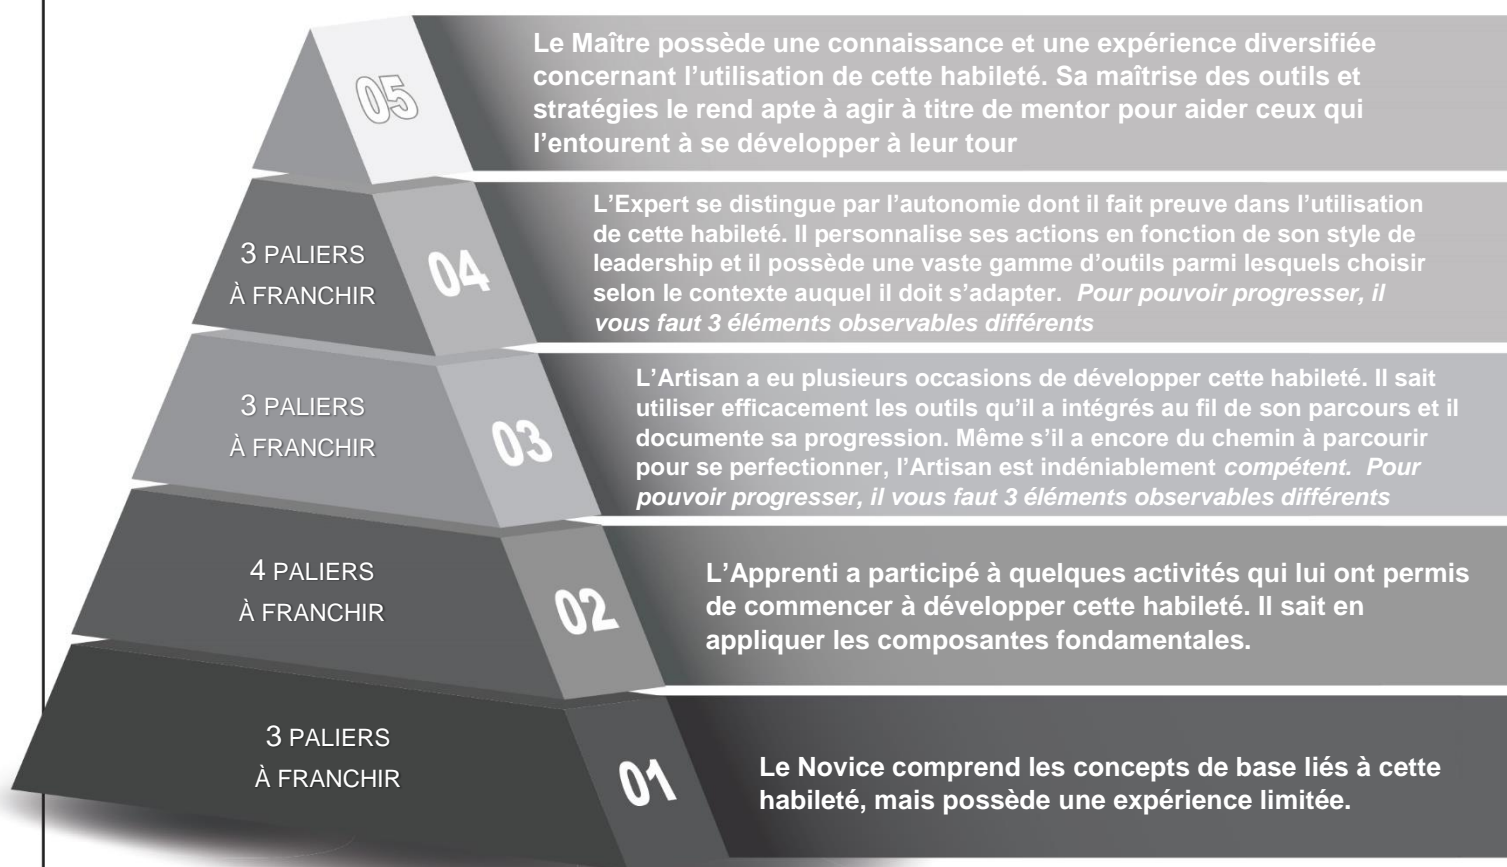 05
Le Maître possède une connaissance et une expérience diversifiée
concernant l’utilisation de cette habileté. Sa maîtrise des outils et
stratégies le rend apte à agir à titre de mentor pour aider ceux qui
l’entourent à se développer à leur tour
3 PALIERS
À FRANCHIR
04
L’Expert se distingue par l’autonomie dont il fait preuve dans l’utilisation
de cette habileté. Il personnalise ses actions en fonction de son style de
leadership et il possède une vaste gamme d’outils parmi lesquels choisir
selon le contexte auquel il doit s’adapter. Pour pouvoir progresser, il
vous faut 3 éléments observables différents
3 PALIERS
À FRANCHIR
03
L’Artisan a eu plusieurs occasions de développer cette habileté. Il sait
utiliser efficacement les outils qu’il a intégrés au fil de son parcours et il
documente sa progression. Même s’il a encore du chemin à parcourir
pour se perfectionner, l’Artisan est indéniablement compétent. Pour
pouvoir progresser, il vous faut 3 éléments observables différents
4 PALIERS
À FRANCHIR
02
L’Apprenti a participé à quelques activités qui lui ont permis
de commencer à développer cette habileté. Il sait en
appliquer les composantes fondamentales.
3 PALIERS
À FRANCHIR
01
Le Novice comprend les concepts de base liés à cette
habileté, mais possède une expérience limitée.